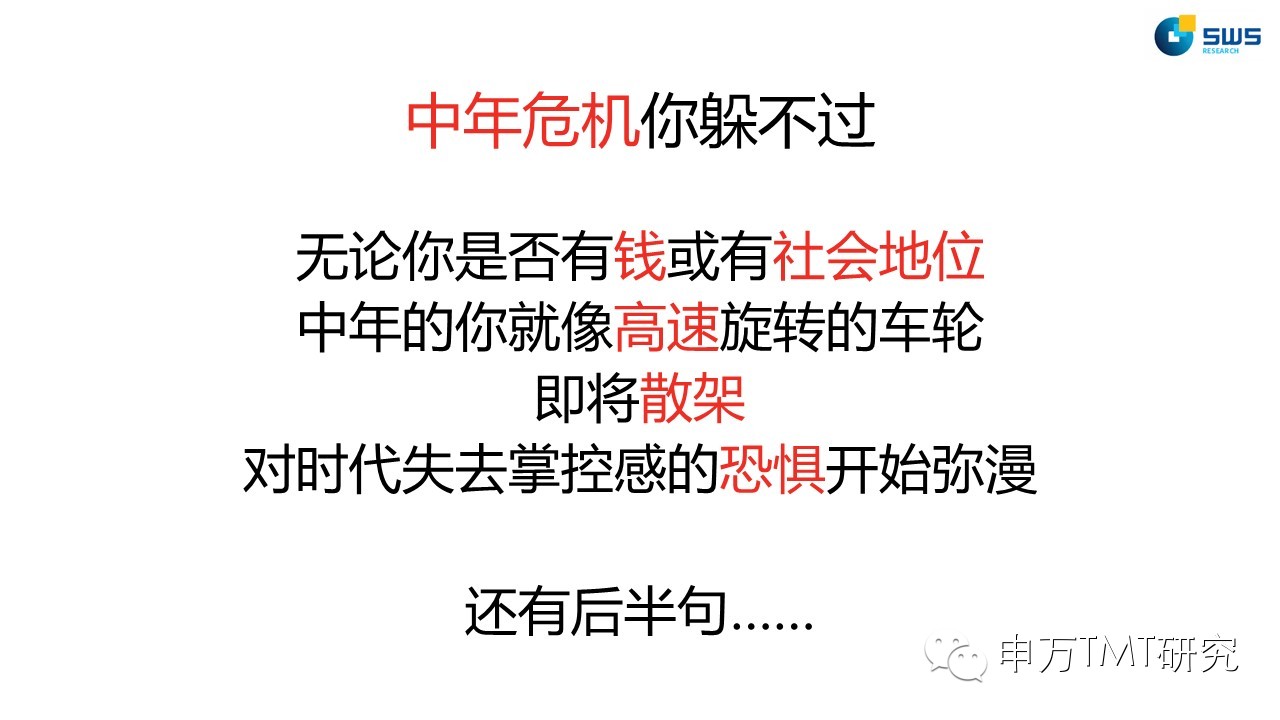 SWS
RESEARCH
中年危机你躲不过
无论你是否有钱或有社会地位
中年的你就像高速旋转的车轮
即将散架
对时代失去掌控感的恐惧开始弥漫
还有后半句……
申万TMT研究